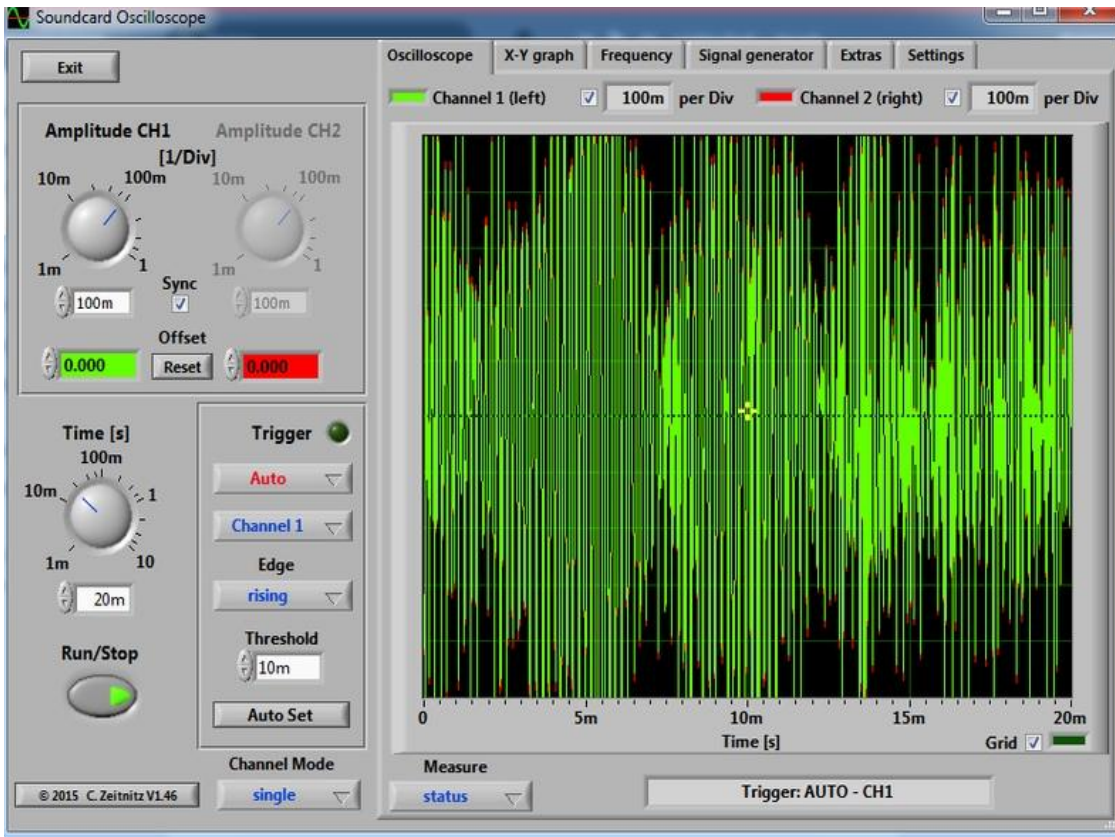 Soundcard Oscilloscope
Exit
Oscilloscope X-Y graph Frequency Signal generator Extras Settings
Channel 1 (left) 100m per Div Channel 2 (right) 100m per Div
Amplitude CH1 Amplitude CH2
[1/Div]
10m 100m 10m 100m
1m 1 1m 1
Sync
100m 100m
Offset
0.000 Reset 0.000
Time [s]
100m
10m 1
1m 10
20m
Run/Stop
Trigger
Auto
Channel 1
Edge
rising
Threshold
10m
Auto Set
Channel Mode
single
© 2015 C. Zeitnitz V1.46
0 5m 10m 15m 20m
Time [s]
Grid
Measure
status
Trigger: AUTO - CH1